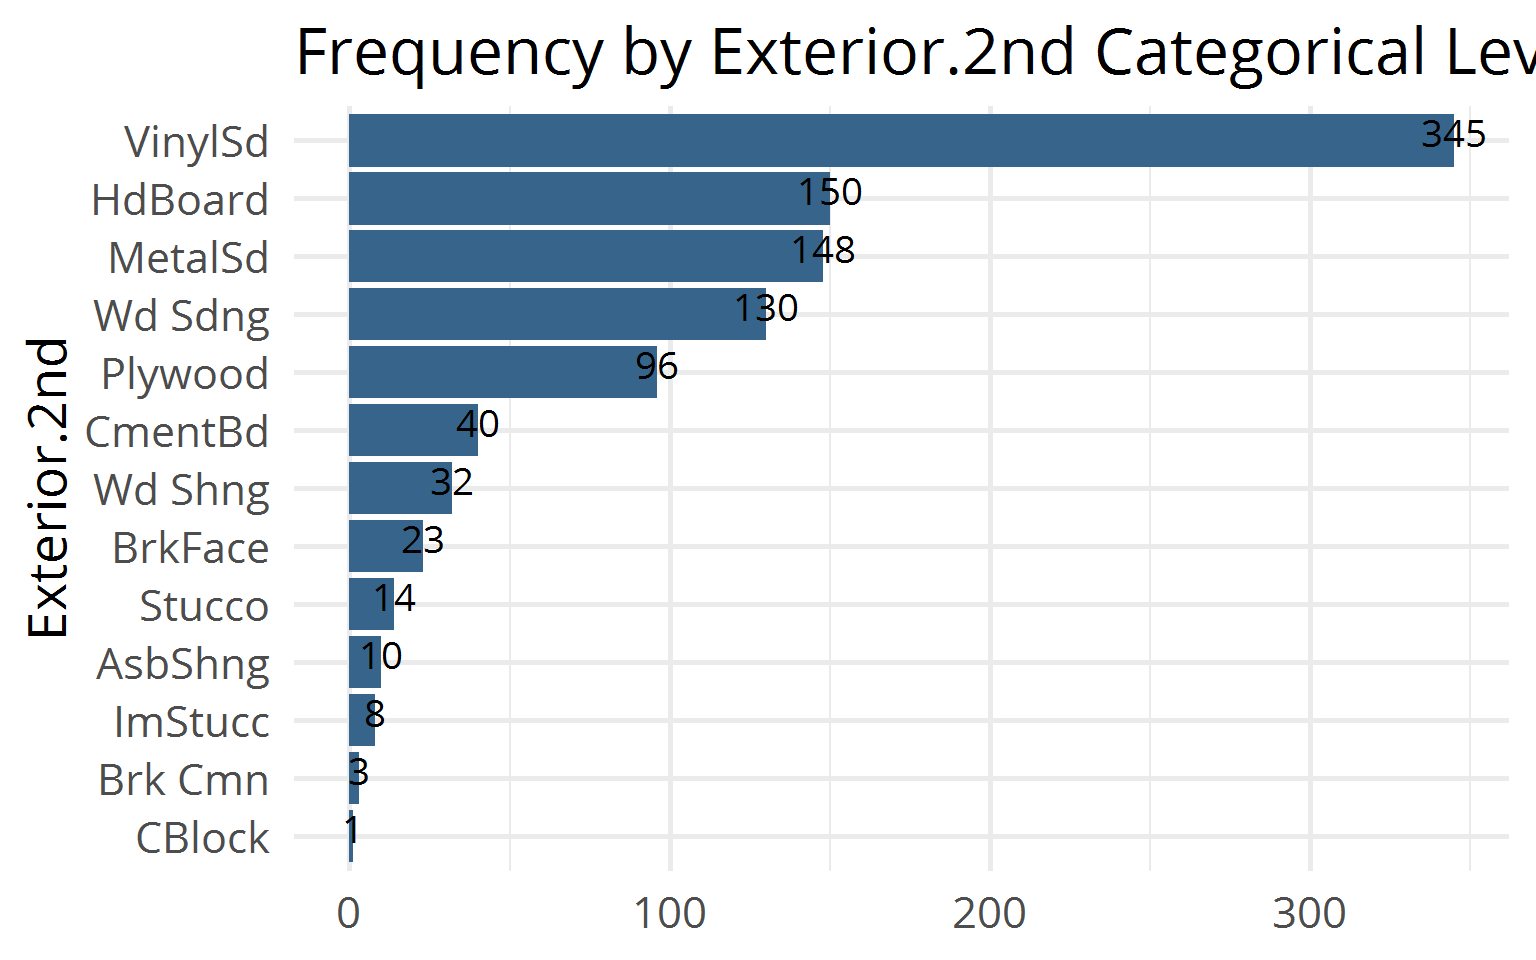 Frequency by Exterior.2nd Categorical Lev
Exterior.2nd
VinylSd 345
HdBoard 150
MetalSd 148
Wd Sdng 130
Plywood 96
CmentBd 40
Wd Shng 32
BrkFace 23
Stucco 14
AsbShng 10
ImStucc 8
Brk Cmn 3
CBlock 1
0 100 200 300